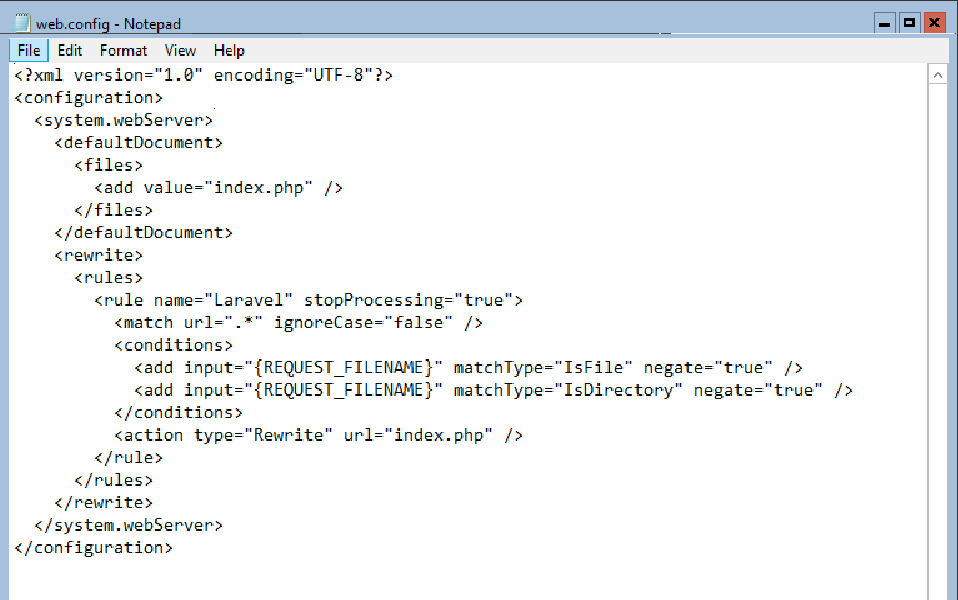 web.config - Notepad
File Edit Format View Help
<?xml version="1.0" encoding="UTF-8"?>
<configuration>
  <system.webServer>
    <defaultDocument>
      <files>
        <add value="index.php" />
      </files>
    </defaultDocument>
    <rewrite>
      <rules>
        <rule name="Laravel" stopProcessing="true">
          <match url=".*" ignoreCase="false" />
          <conditions>
            <add input="{REQUEST_FILENAME}" matchType="IsFile" negate="true" />
            <add input="{REQUEST_FILENAME}" matchType="IsDirectory" negate="true" />
          </conditions>
          <action type="Rewrite" url="index.php" />
        </rule>
      </rules>
    </rewrite>
  </system.webServer>
</configuration>